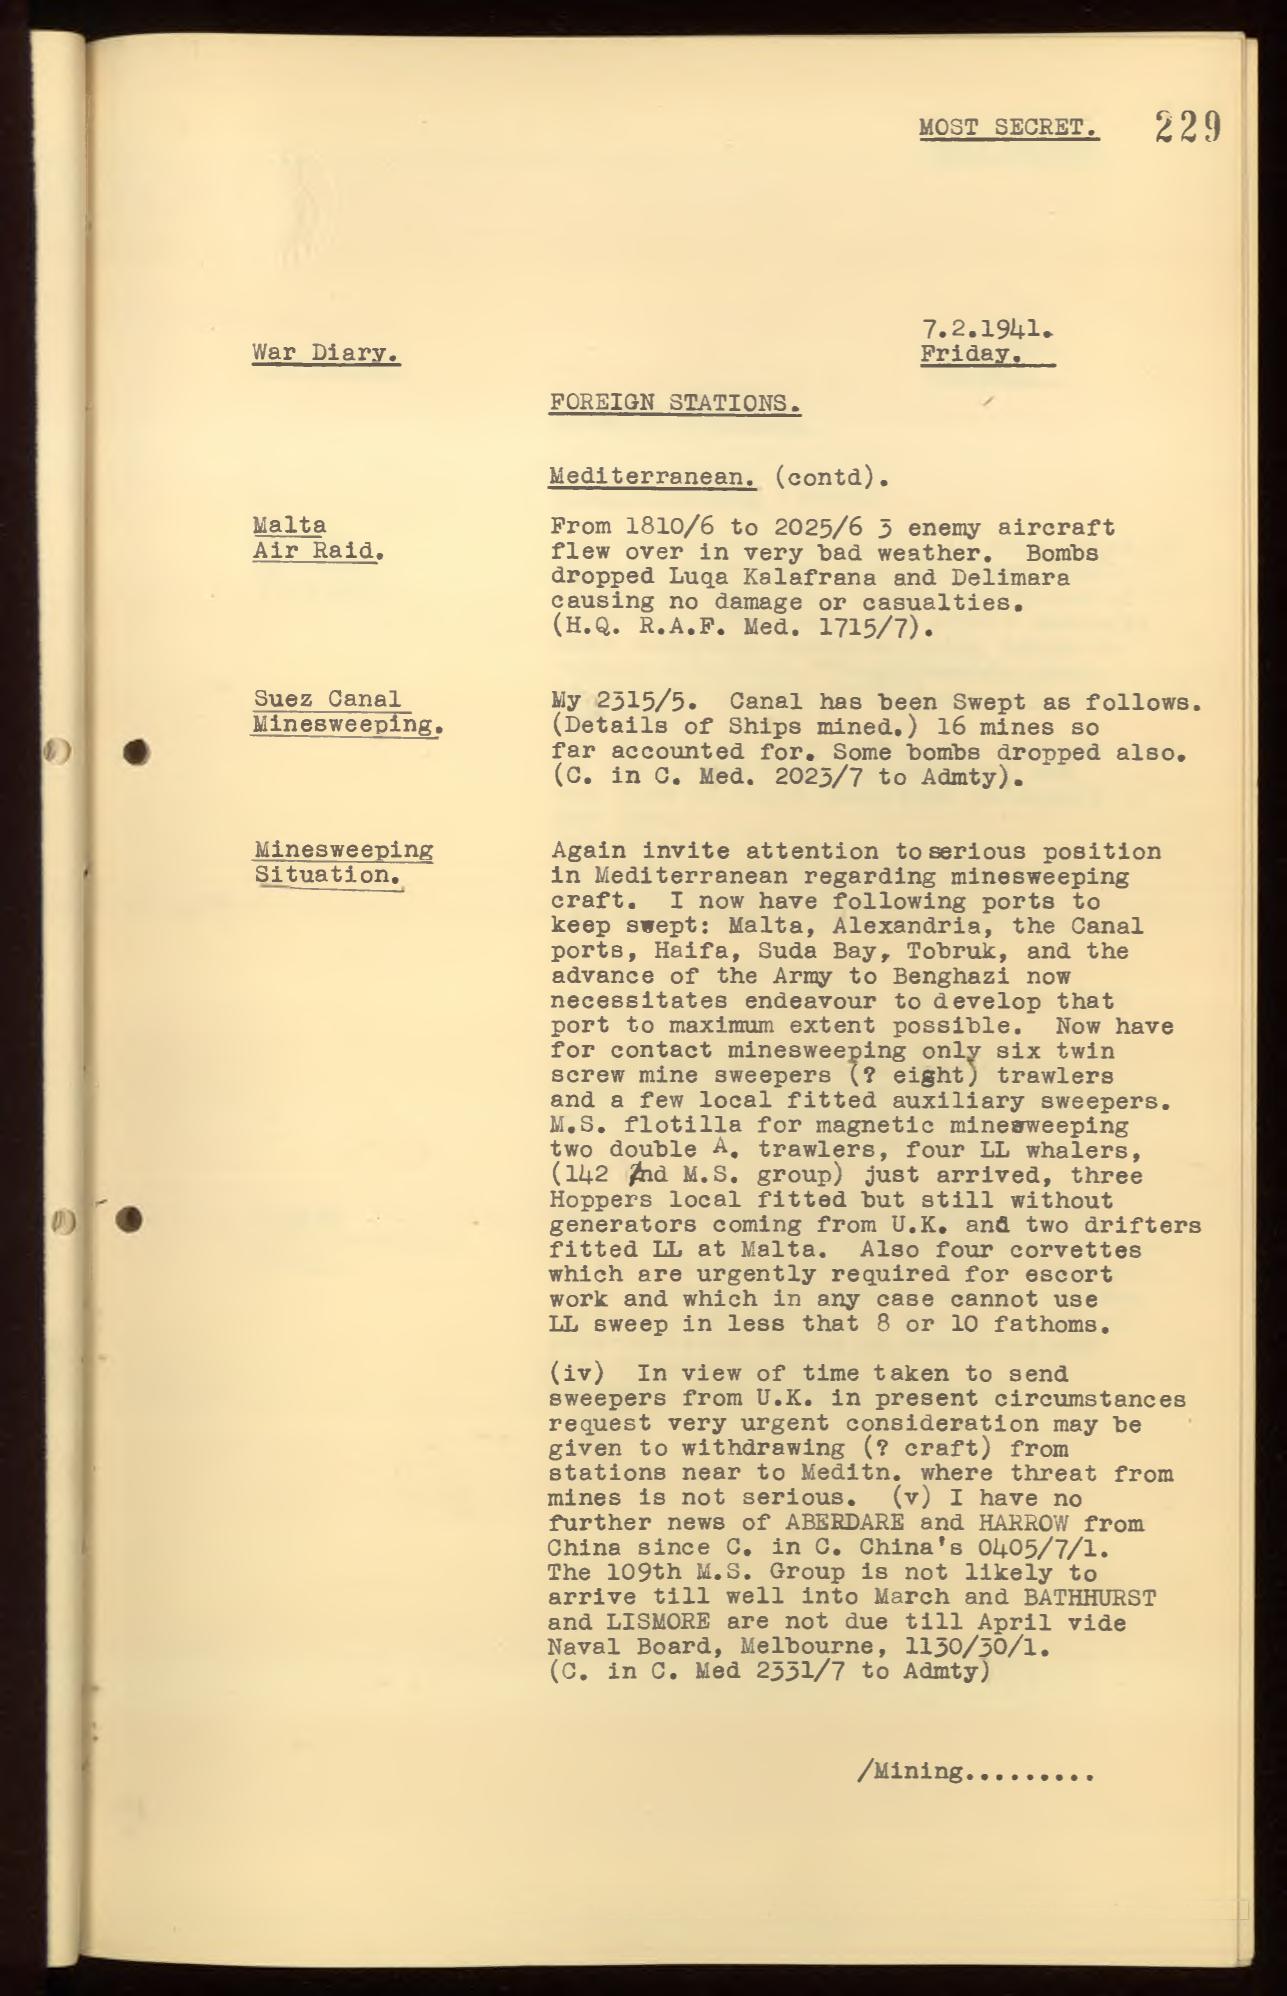 MOST SECRET. 229
7.2.1941.
War Diary. Friday.
FOREIGN STATIONS.
Mediterranean. (contd).
Malta
Air Raid.
From 1810/6 to 2025/6 3 enemy aircraft
flew over in very bad weather. Bombs
dropped Luqa Kalafrana and Delimara
causing no damage or casualties.
(H.Q. R.A.F. Med. 1715/7).
Suez Canal
Minesweeping.
My 2315/5. Canal has been Swept as follows.
(Details of Ships mined.) 16 mines so
far accounted for. Some bombs dropped also.
(C. in C. Med. 2023/7 to Admty).
Minesweeping
Situation.
Again invite attention to serious position
in Mediterranean regarding minesweeping
craft. I now have following ports to
keep swept: Malta, Alexandria, the Canal
ports, Haifa, Suda Bay, Tobruk, and the
advance of the Army to Benghazi now
necessitates endeavour to develop that
port to maximum extent possible. Now have
for contact minesweeping only six twin
screw mine sweepers (? eight) trawlers
and a few local fitted auxiliary sweepers.
M.S. flotilla for magnetic minesweeping
two double A. trawlers, four LL whalers,
(142 nd M.S. group) just arrived, three
Hoppers local fitted but still without
generators coming from U.K. and two drifters
fitted LL at Malta. Also four corvettes
which are urgently required for escort
work and which in any case cannot use
LL sweep in less that 8 or 10 fathoms.
(iv) In view of time taken to send
sweepers from U.K. in present circumstances
request very urgent consideration may be
given to withdrawing (? craft) from
stations near to Meditn. where threat from
mines is not serious. (v) I have no
further news of ABERDARE and HARROW from
China since C. in C. China's 0405/7/1.
The 109th M.S. Group is not likely to
arrive till well into March and BATHHURST
and LISMORE are not due till April vide
Naval Board, Melbourne, 1130/30/1.
(C. in C. Med 2331/7 to Admty)
/Mining.........